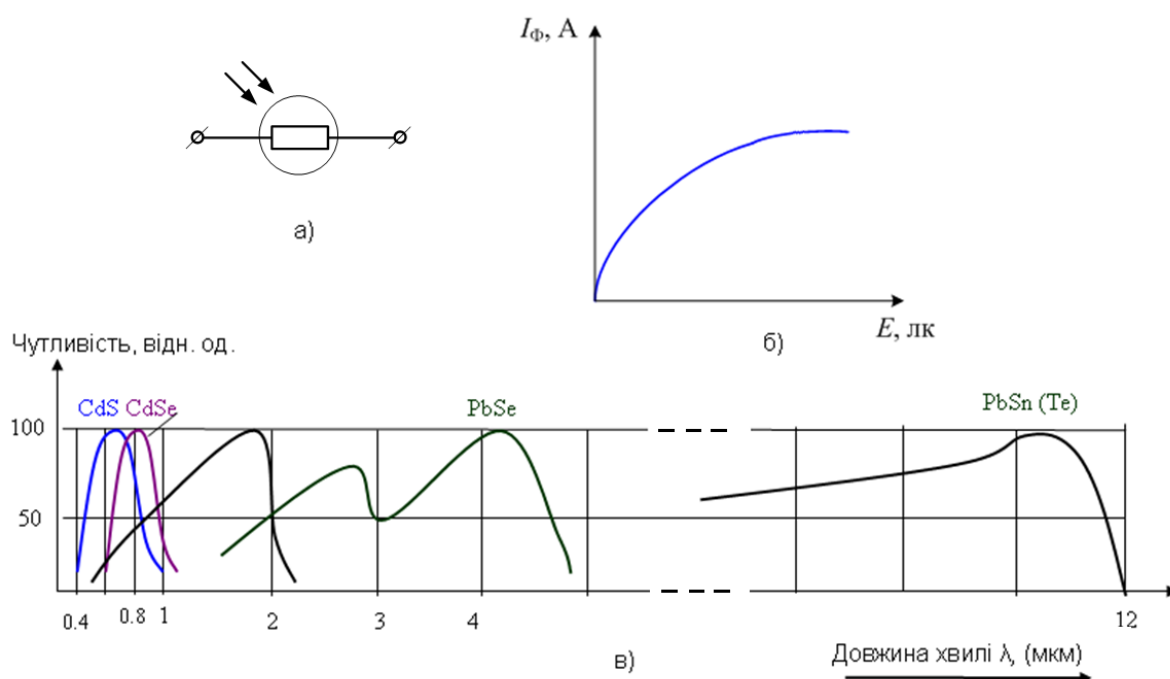 I_Ф, А
а)
E, лк
б)
Чутливість, відн. од.
CdS CdSe PbSe PbSn (Te)
100
50
0.4 0.8 1 2 3 4 12
в)
Довжина хвилі λ, (мкм)